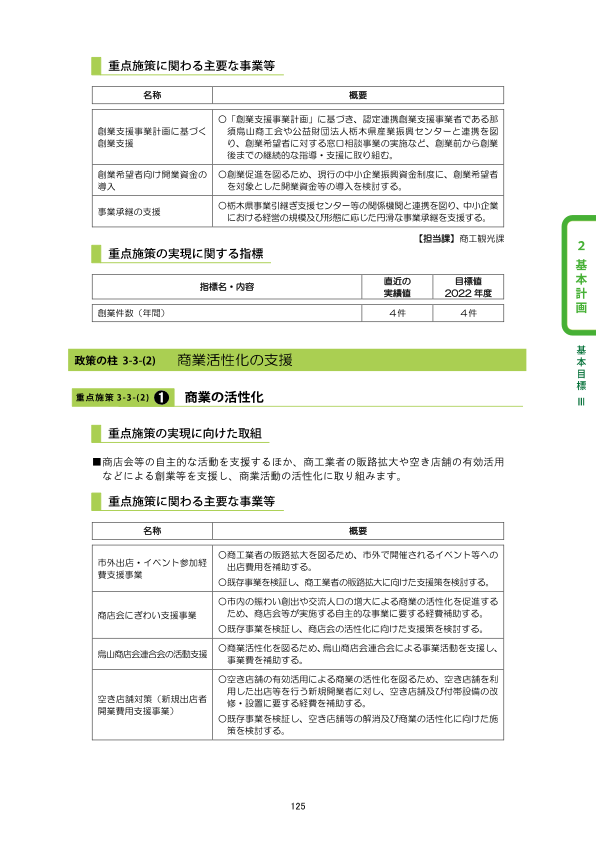 重点施策に関わる主要な事業等
名称
概要
創業支援事業計画に基づく
創業支援
○「創業支援事業計画」に基づき、認定連携創業支援事業者である那
須烏山商工会や公益財団法人栃木県産業振興センターと連携を図
り、創業希望者に対する窓口相談事業の実施など、創業前から創業
後までの継続的な指導・支援に取り組む。
創業希望者向け開業資金の
導入
○創業促進を図るため、現行の中小企業振興資金制度に、創業希望者
を対象とした開業資金等の導入を検討する。
事業承継の支援
○栃木県事業引継ぎ支援センター等の関係機関と連携を図り、中小企業
における経営の規模及び形態に応じた円滑な事業承継を支援する。
【担当課】商工観光課
重点施策の実現に関する指標
指標名・内容
直近の
実績値
目標値
2022 年度
創業件数（年間）
４件
４件
政策の柱 3-3-(2) 商業活性化の支援
重点施策 3-3-(2) ❶ 商業の活性化
重点施策の実現に向けた取組
■商店会等の自主的な活動を支援するほか、商工業者の販路拡大や空き店舗の有効活用
などによる創業等を支援し、商業活動の活性化に取り組みます。
重点施策に関わる主要な事業等
名称
概要
市外出店・イベント参加経
費支援事業
○商工業者の販路拡大を図るため、市外で開催されるイベント等への
出店費用を補助する。
○既存事業を検証し、商工業者の販路拡大に向けた支援策を検討する。
商店会にぎわい支援事業
○市内の賑わい創出や交流人口の増大による商業の活性化を促進する
ため、商店会等が実施する自主的な事業に要する経費補助する。
○既存事業を検証し、商店会の活性化に向けた支援策を検討する。
烏山商店会連合会の活動支援
○商業活性化を図るため、烏山商店会連合会による事業活動を支援し、
事業費を補助する。
空き店舗対策（新規出店者
開業費用支援事業）
○空き店舗の有効活用による商業の活性化を図るため、空き店舗を利
用した出店等を行う新規開業者に対し、空き店舗及び付帯設備の改
修・設置に要する経費を補助する。
○既存事業を検証し、空き店舗等の解消及び商業の活性化に向けた施
策を検討する。
2
基本計画
基本目標
Ⅲ
125